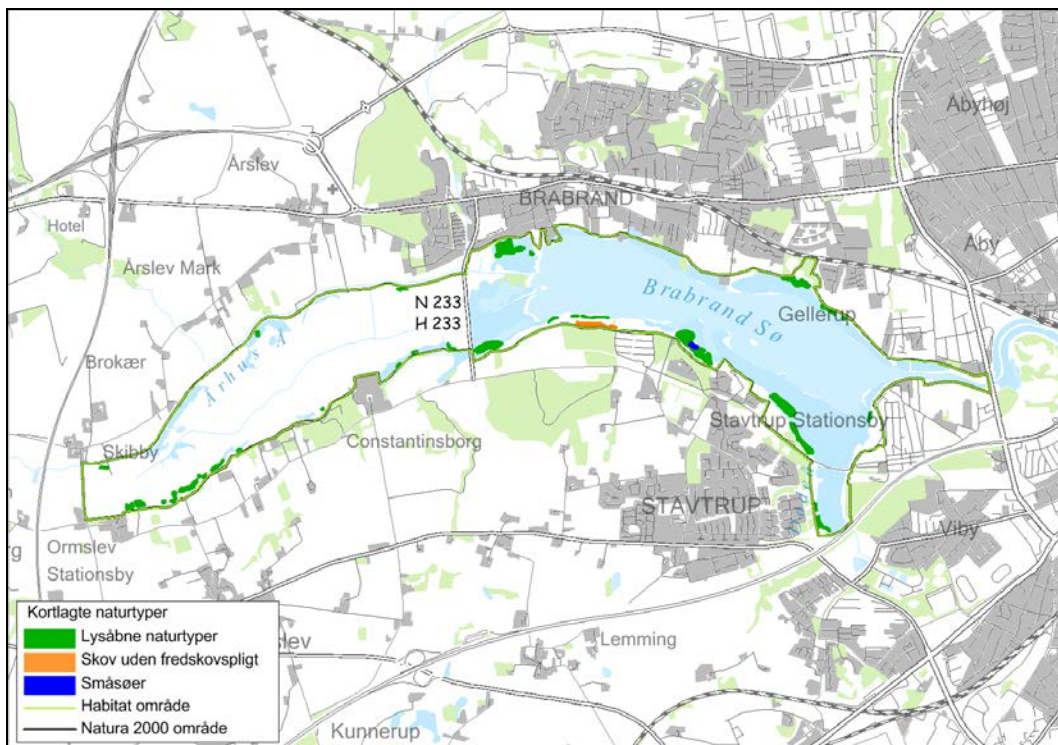 Åbyhøj
Årslev
BRABRAND
Hotel
Åby
Årslev Mark
N 233
H 233
Brabrand Sø
Gellerup
Brokær
Århus Å
Stavtrup Stationsby
Constantinsborg
Skibby
STAVTRUP
Viby
Ormslev
Stationsby
Kortlagte naturtyper
Lysåbne naturtyper
Skov uden fredskovspligt
Småsøer
Habitat område
Natura 2000 område
slev
Lemming
Kunnerup